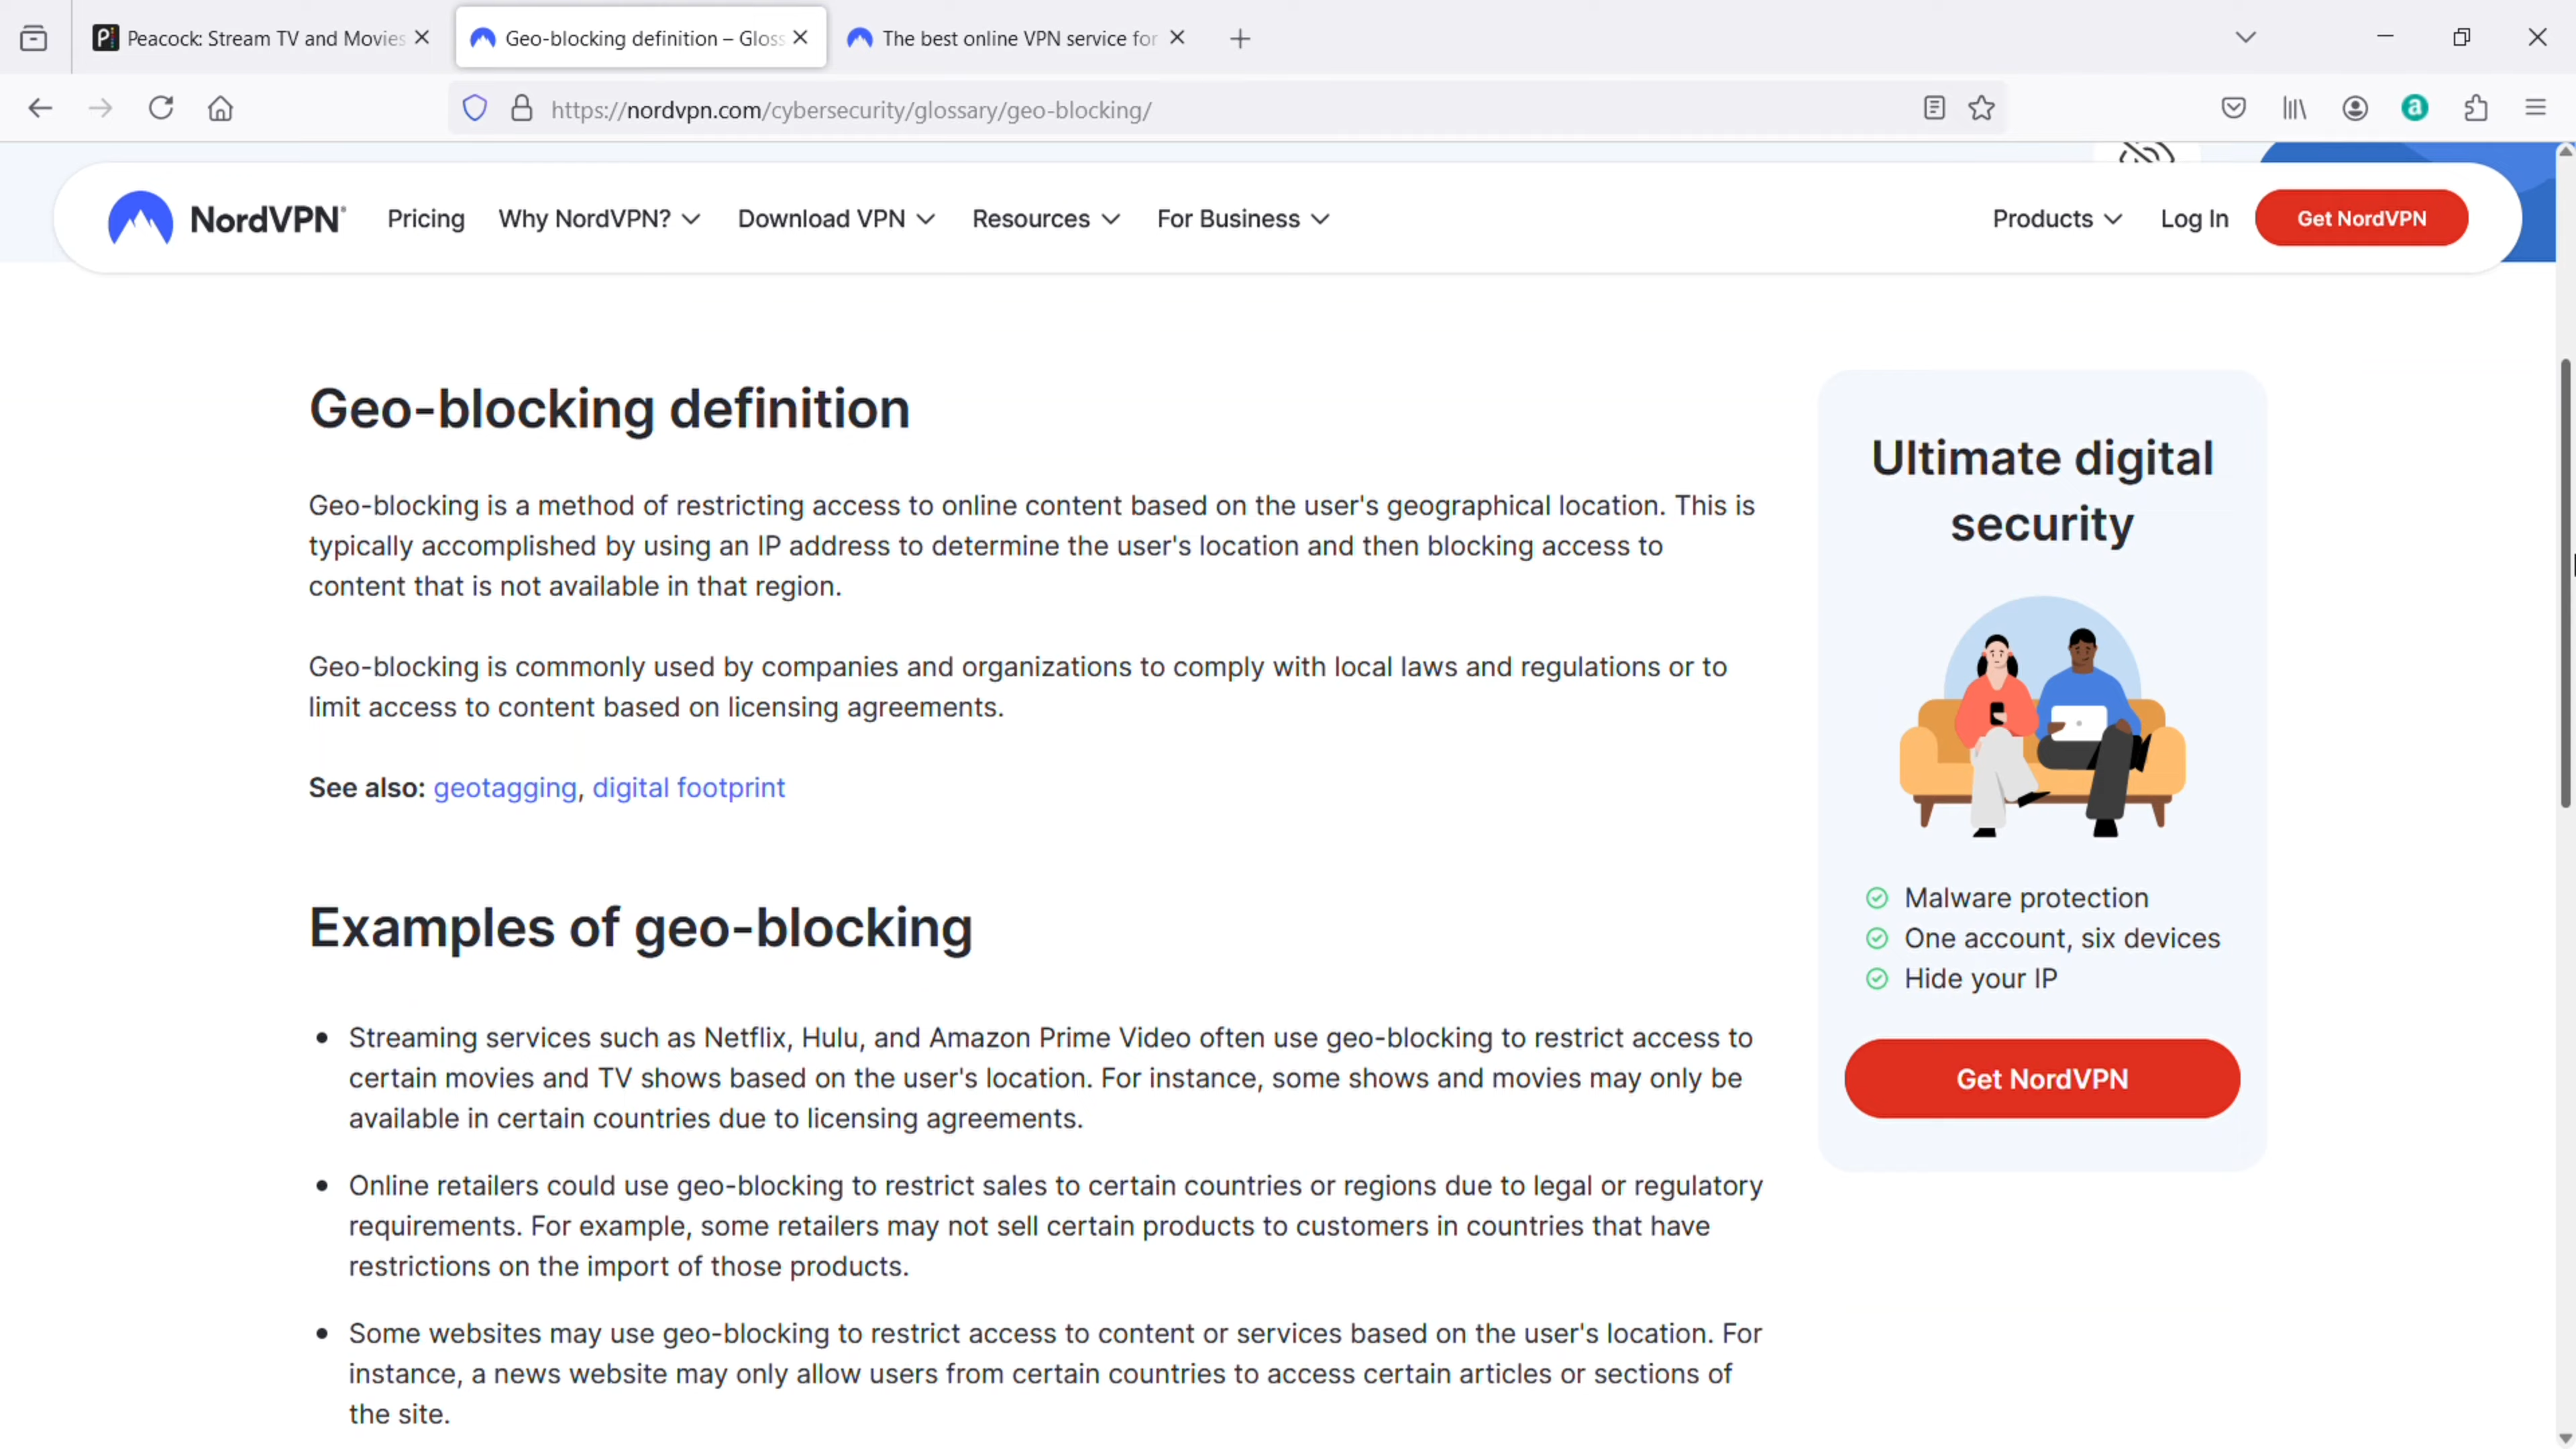 Peacock: Stream TV and Movies
Geo-blocking definition – Gloss
The best online VPN service for
https://nordvpn.com/cybersecurity/glossary/geo-blocking/
a
NordVPN®
Pricing
Why NordVPN?
Download VPN
Resources
For Business
Products
Log In
Get NordVPN
Geo-blocking definition
Geo-blocking is a method of restricting access to online content based on the user's geographical location. This is
typically accomplished by using an IP address to determine the user's location and then blocking access to
content that is not available in that region.
Geo-blocking is commonly used by companies and organizations to comply with local laws and regulations or to
limit access to content based on licensing agreements.
See also: geotagging, digital footprint
Examples of geo-blocking
• Streaming services such as Netflix, Hulu, and Amazon Prime Video often use geo-blocking to restrict access to
certain movies and TV shows based on the user's location. For instance, some shows and movies may only be
available in certain countries due to licensing agreements.
• Online retailers could use geo-blocking to restrict sales to certain countries or regions due to legal or regulatory
requirements. For example, some retailers may not sell certain products to customers in countries that have
restrictions on the import of those products.
• Some websites may use geo-blocking to restrict access to content or services based on the user's location. For
instance, a news website may only allow users from certain countries to access certain articles or sections of
the site.
Ultimate digital
security
Malware protection
One account, six devices
Hide your IP
Get NordVPN